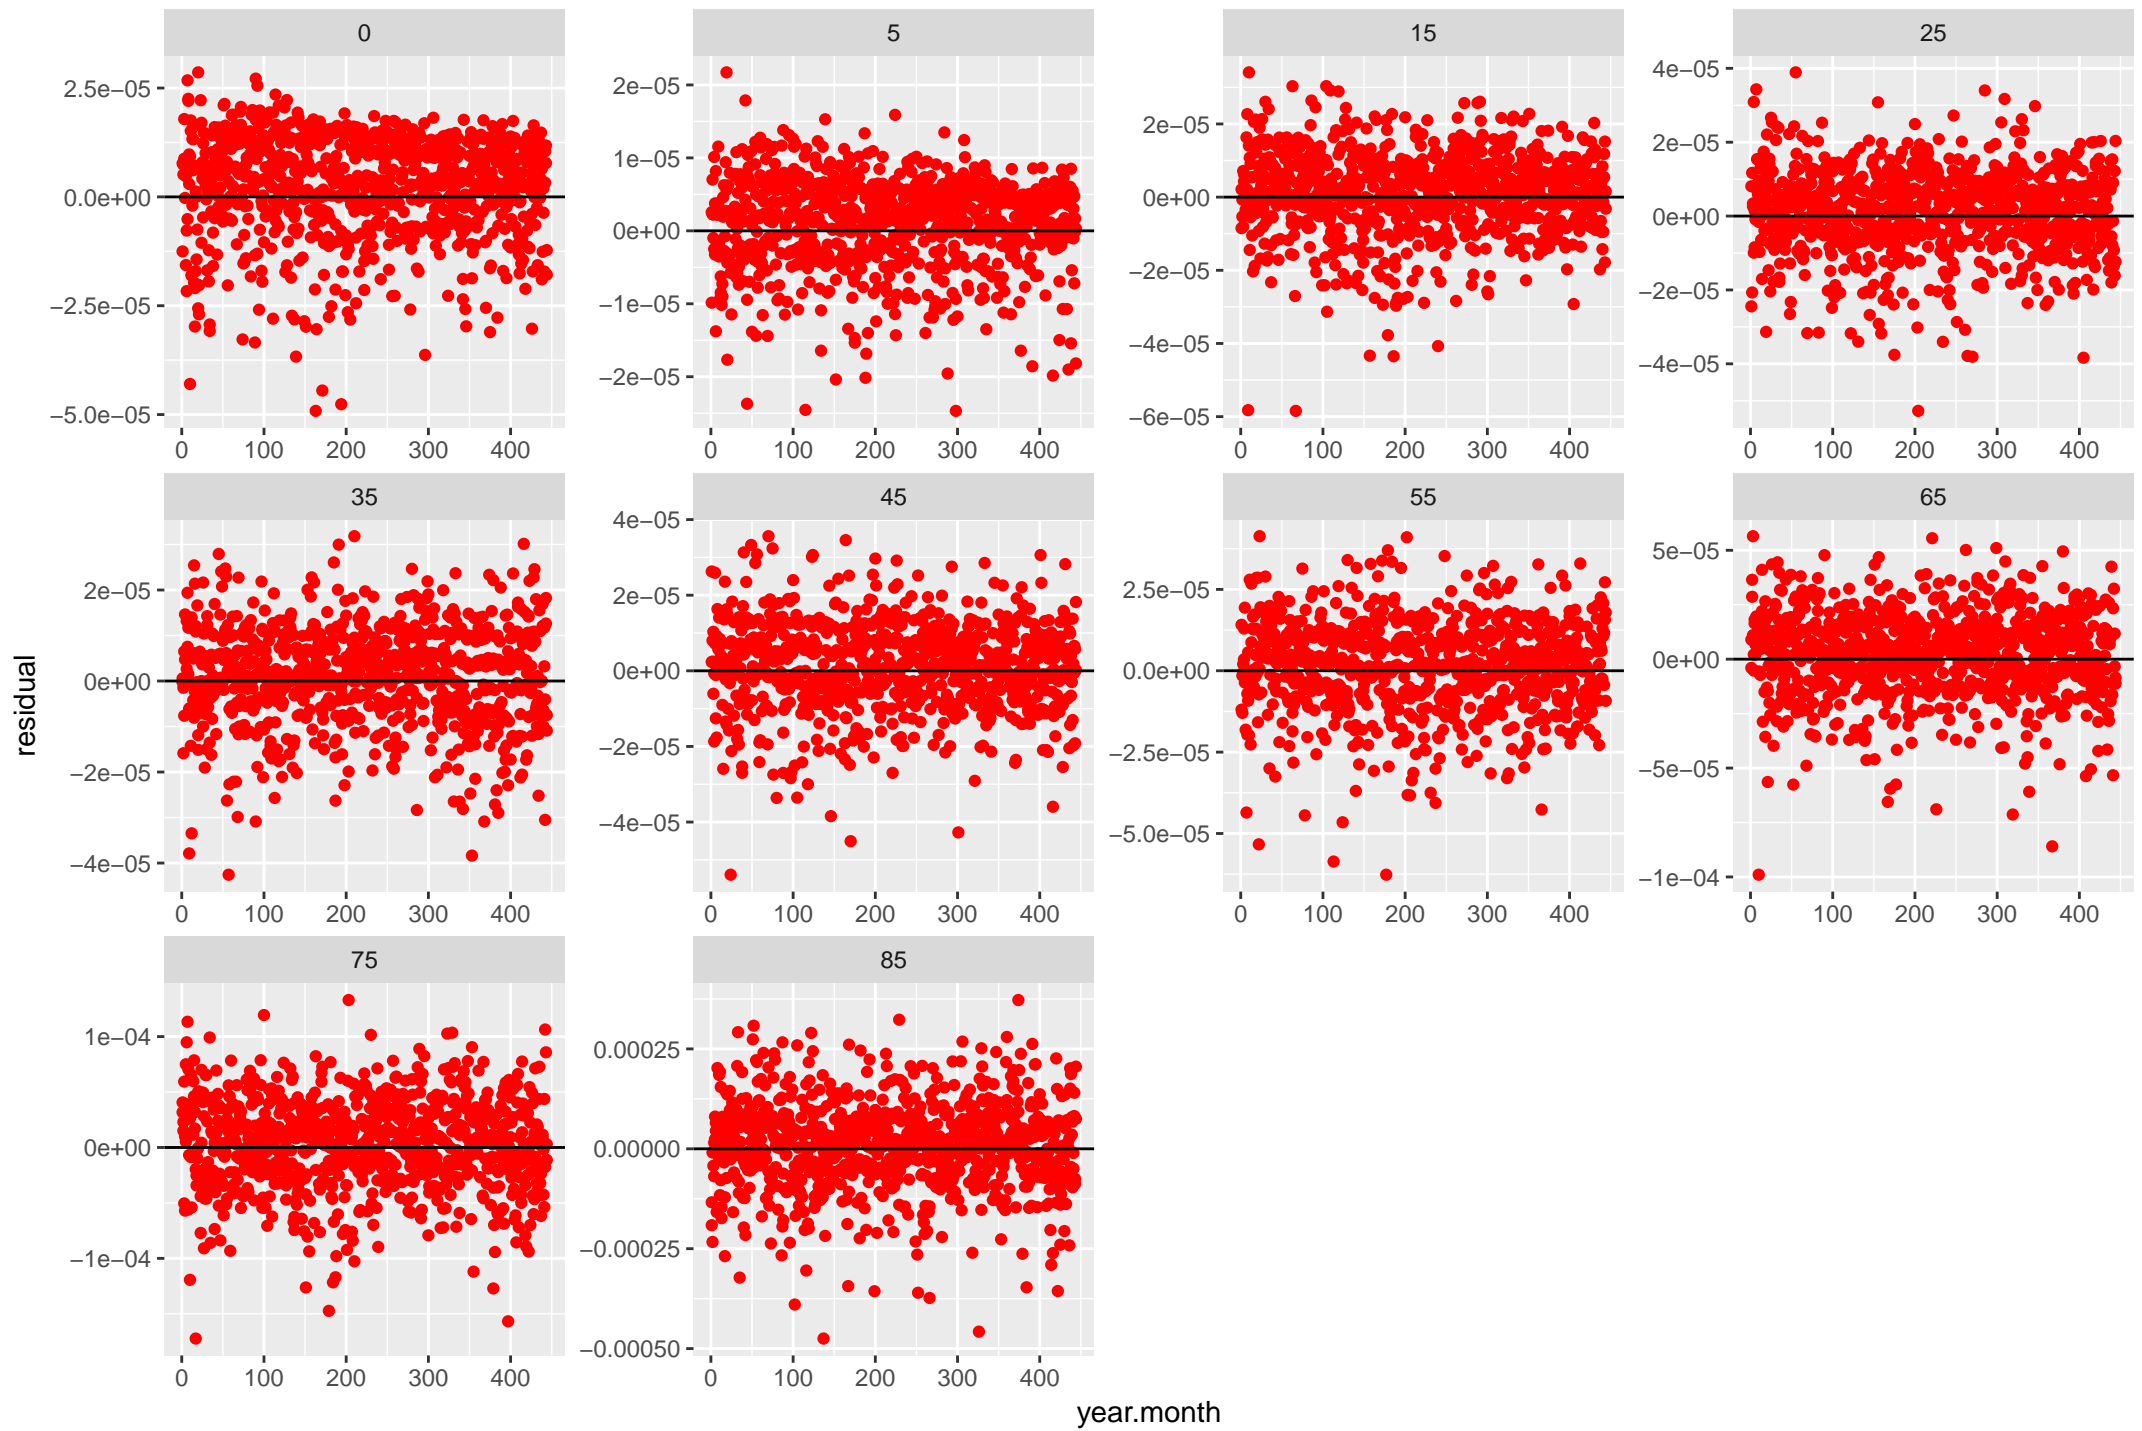 0 5 15 25
2.5e−05
0.0e+00
−2.5e−05
−5.0e−05
2e−05
1e−05
0e+00
−1e−05
−2e−05
2e−05
0e+00
−2e−05
−4e−05
−6e−05
4e−05
2e−05
0e+00
−2e−05
−4e−05
0 100 200 300 400 0 100 200 300 400 0 100 200 300 400 0 100 200 300 400
35 45 55 65
2e−05
0e+00
−2e−05
−4e−05
4e−05
2e−05
0e+00
−2e−05
−4e−05
2.5e−05
0.0e+00
−2.5e−05
−5.0e−05
5e−05
0e+00
−5e−05
−1e−04
0 100 200 300 400 0 100 200 300 400 0 100 200 300 400
75 85
1e−04
0e+00
−1e−04
0.00025
0.00000
−0.00025
−0.00050
0 100 200 300 400 0 100 200 300 400
residual
year.month